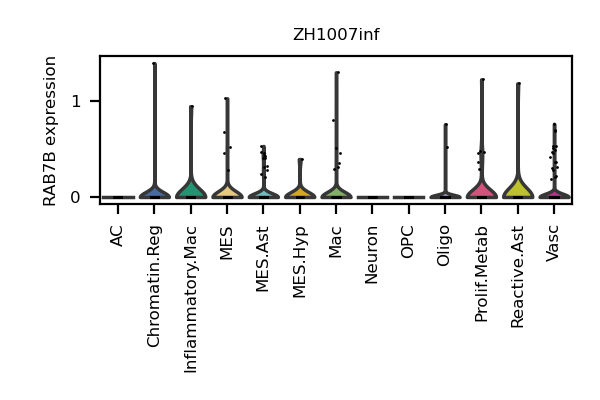 ZH1007inf
RAB7B expression
1
0
AC
Chromatin.Reg
Inflammatory.Mac
MES
MES.Ast
MES.Hyp
Mac
Neuron
OPC
Oligo
Prolif.Metab
Reactive.Ast
Vasc